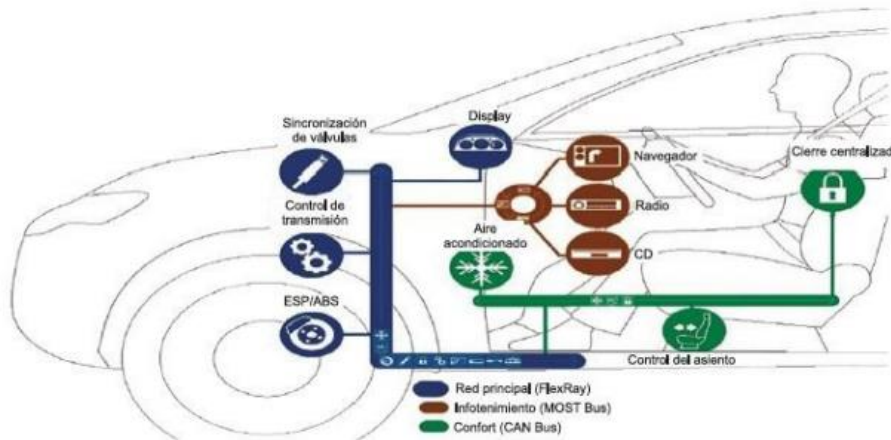 Sincronización
de válvulas
Display
Navegador
Cierre centralizad
Control de
transmisión
Radio
Aire
acondicionado
CD
ESP/ABS
Control del asiento
Red principal (FlexRay)
Infotenimiento (MOST Bus)
Confort (CAN Bus)